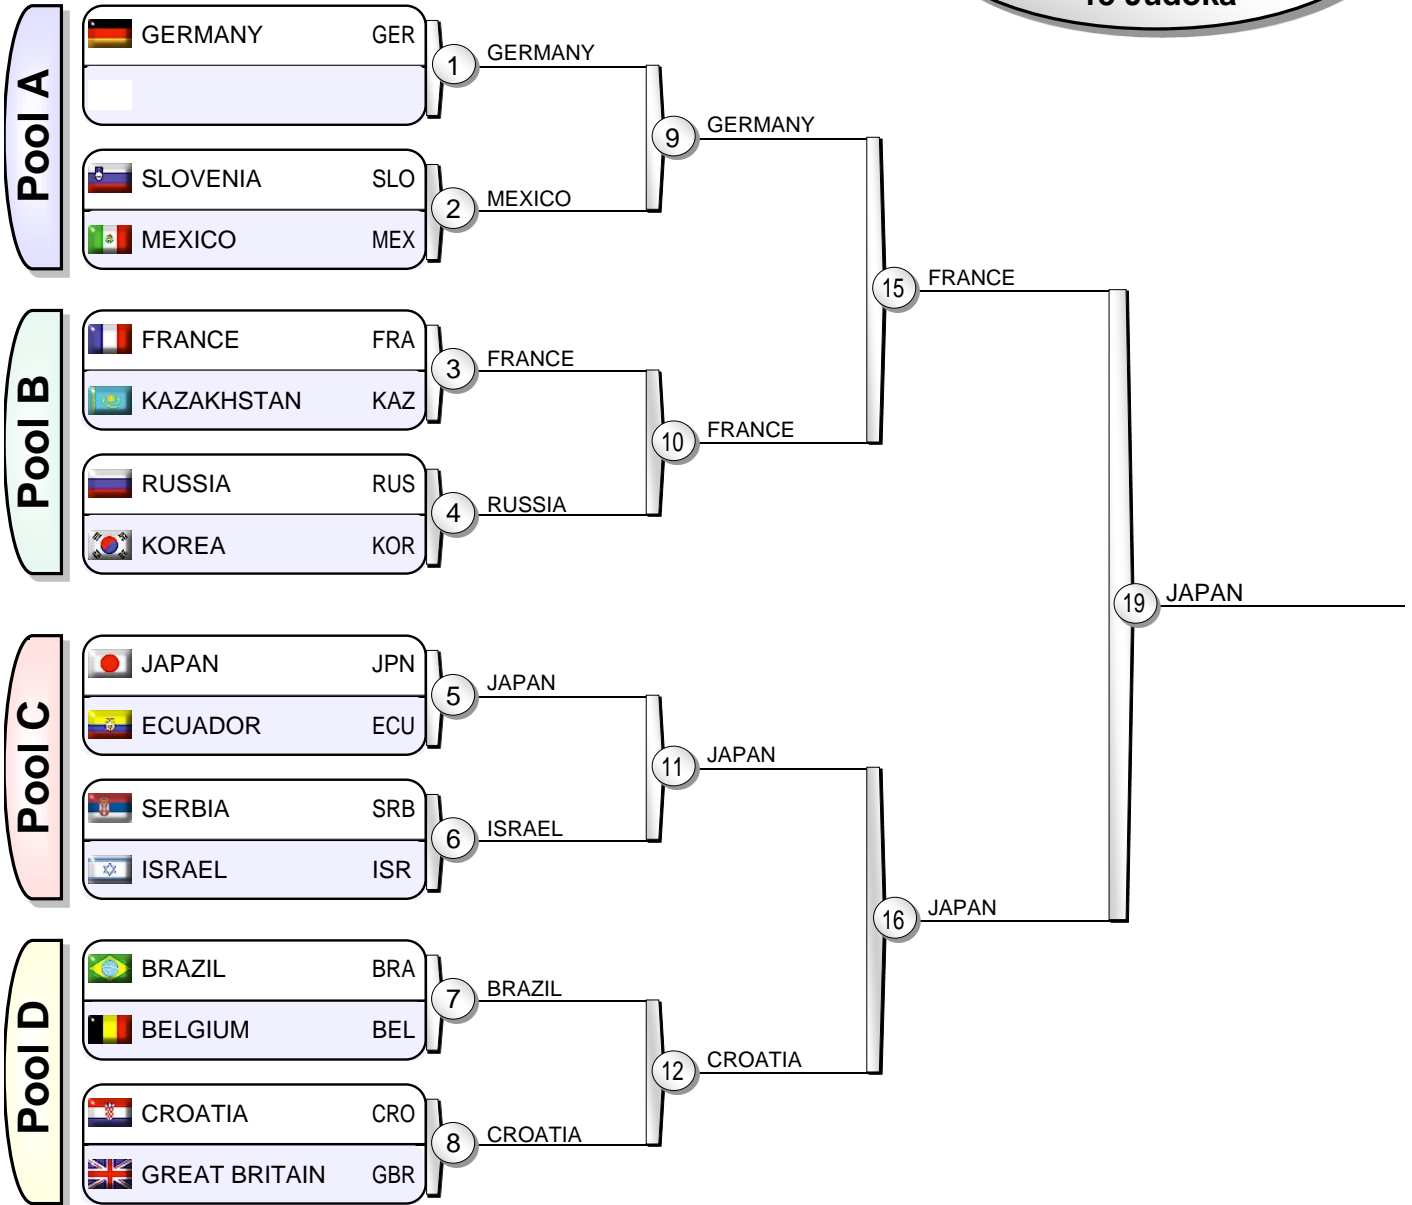 15 Judoka
Pool A
GERMANY GER
1
GERMANY
SLOVENIA SLO
MEXICO MEX
2
MEXICO
9
GERMANY
Pool B
FRANCE FRA
KAZAKHSTAN KAZ
3
FRANCE
RUSSIA RUS
KOREA KOR
4
RUSSIA
10
FRANCE
15
FRANCE
Pool C
JAPAN JPN
ECUADOR ECU
5
JAPAN
SERBIA SRB
ISRAEL ISR
6
ISRAEL
11
JAPAN
Pool D
BRAZIL BRA
BELGIUM BEL
7
BRAZIL
CROATIA CRO
GREAT BRITAIN GBR
8
CROATIA
12
CROATIA
16
JAPAN
19
JAPAN